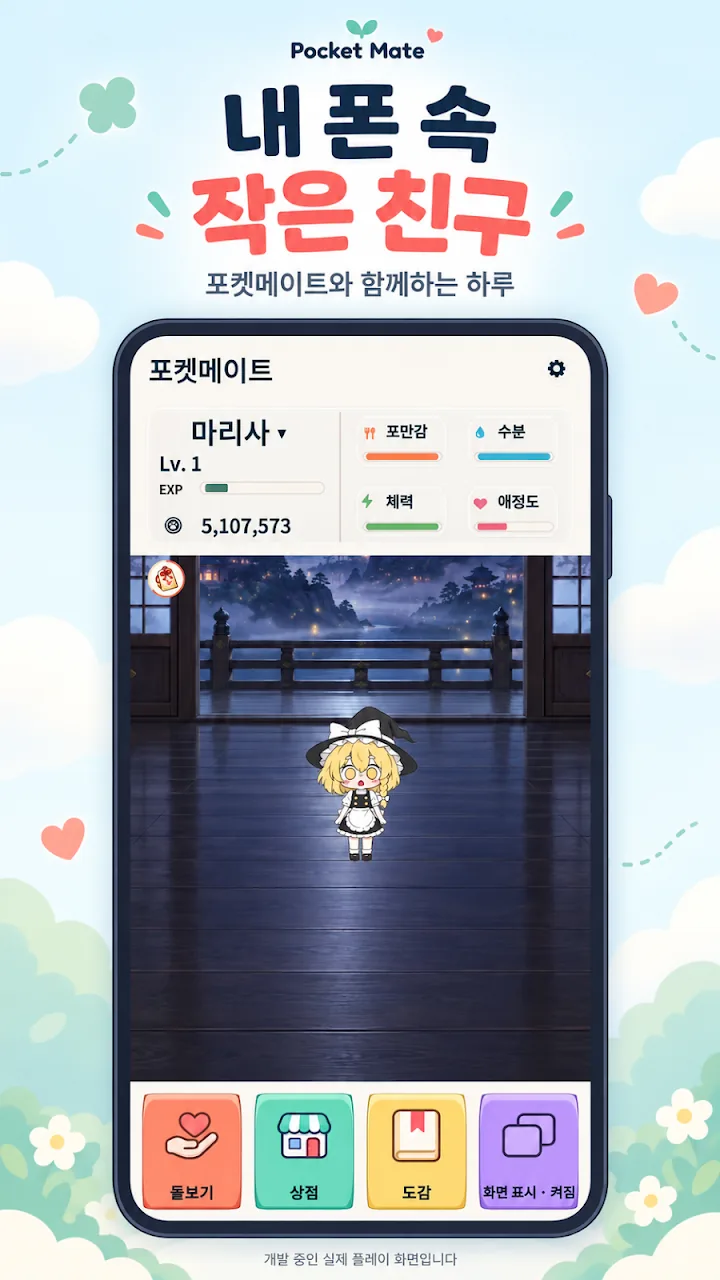 Pocket Mate
내 폰 속
작은 친구
포켓메이트와 함께하는 하루
포켓메이트
마리사 ▾
Lv. 1
EXP
5,107,573
포만감
수분
체력
애정도
돌보기
상점
도감
화면 표시 · 켜짐
개발 중인 실제 플레이 화면입니다